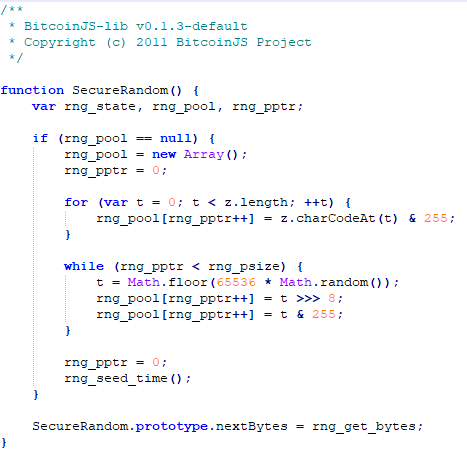 /**
 * BitcoinJS-lib v0.1.3-default
 * Copyright (c) 2011 BitcoinJS Project
 */

function SecureRandom() {
    var rng_state, rng_pool, rng_pptr;

    if (rng_pool == null) {
        rng_pool = new Array();
        rng_pptr = 0;

        for (var t = 0; t < z.length; ++t) {
            rng_pool[rng_pptr++] = z.charCodeAt(t) & 255;
        }

        while (rng_pptr < rng_psize) {
            t = Math.floor(65536 * Math.random());
            rng_pool[rng_pptr++] = t >>> 8;
            rng_pool[rng_pptr++] = t & 255;
        }

        rng_pptr = 0;
        rng_seed_time();
    }

    SecureRandom.prototype.nextBytes = rng_get_bytes;
}